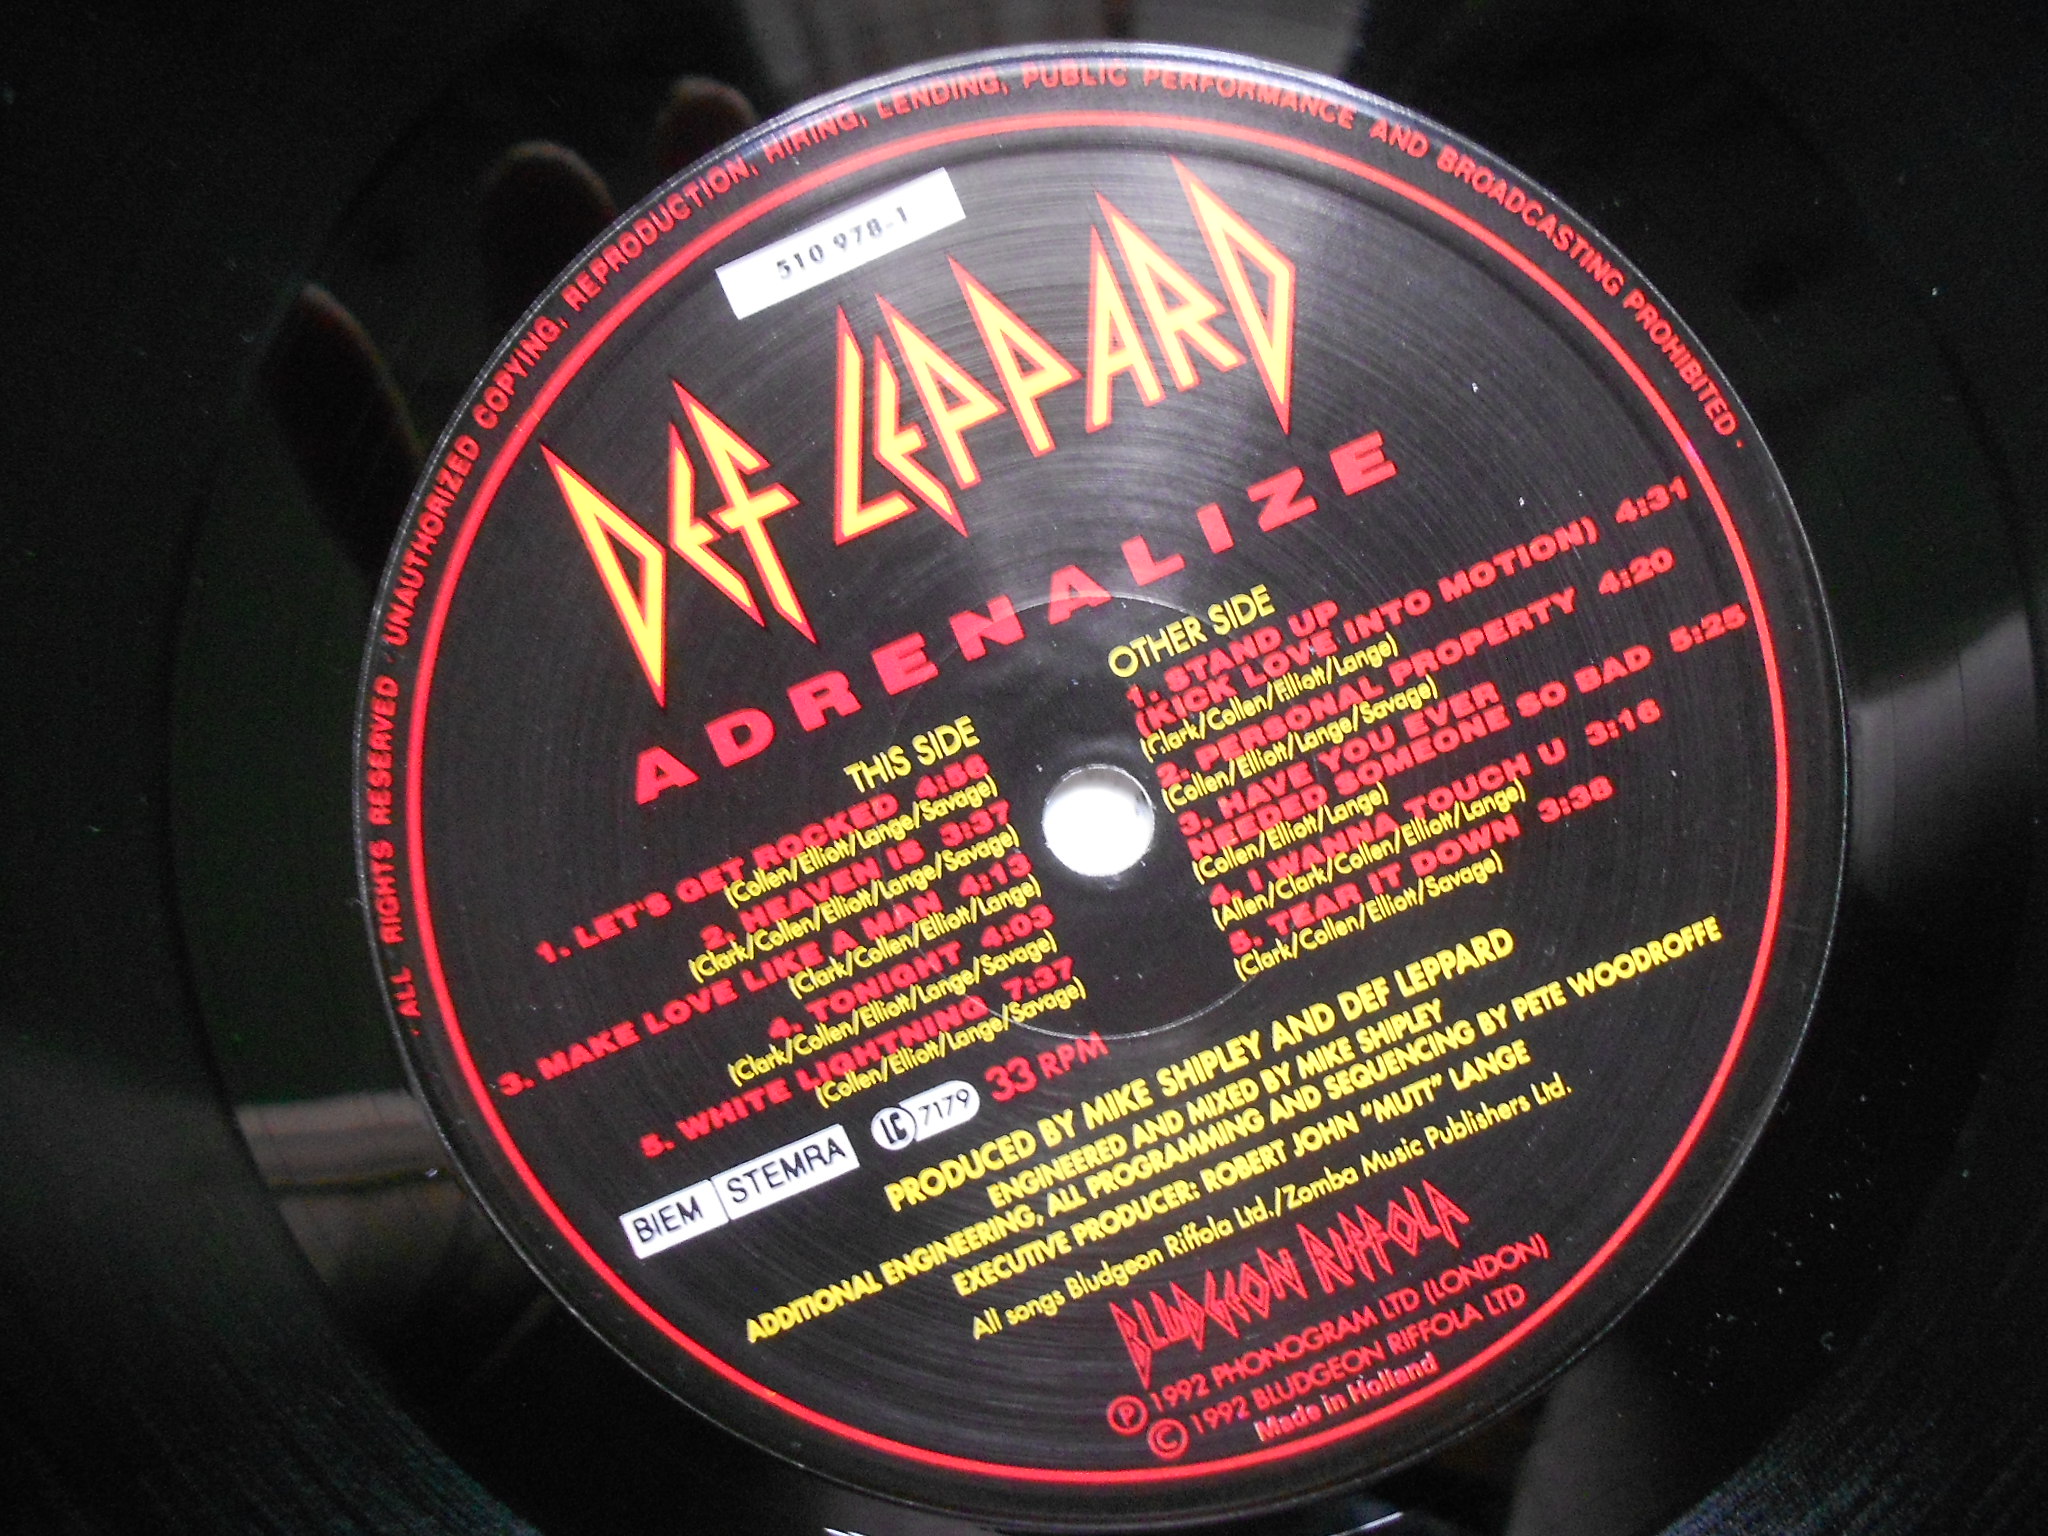 · ALL RIGHTS RESERVED · UNAUTHORIZED COPYING, REPRODUCTION, HIRING, LENDING, PUBLIC PERFORMANCE AND BROADCASTING PROHIBITED ·
510 978-1
DEF LEPPARD
ADRENALIZE
THIS SIDE
1. LET'S GET ROCKED 4:56
(Collen/Elliott/Lange/Savage)
2. HEAVEN IS 3:37
(Clark/Collen/Elliott/Lange/Savage)
3. MAKE LOVE LIKE A MAN 4:13
(Clark/Collen/Elliott/Lange)
4. TONIGHT 4:03
(Clark/Collen/Elliott/Lange/Savage)
5. WHITE LIGHTNING 7:37
(Collen/Elliott/Lange/Savage)
OTHER SIDE
1. STAND UP
(KICK LOVE INTO MOTION) 4:31
(Clark/Collen/Elliott/Lange)
2. PERSONAL PROPERTY 4:20
(Collen/Elliott/Lange/Savage)
3. HAVE YOU EVER
NEEDED SOMEONE SO BAD 5:25
(Collen/Elliott/Lange)
4. I WANNA TOUCH U 3:16
(Allen/Clark/Collen/Elliott/Lange)
5. TEAR IT DOWN 3:38
(Clark/Collen/Elliott/Savage)
BIEM STEMRA LC 7179 33 RPM
PRODUCED BY MIKE SHIPLEY AND DEF LEPPARD
ENGINEERED AND MIXED BY MIKE SHIPLEY
ADDITIONAL ENGINEERING, ALL PROGRAMMING AND SEQUENCING BY PETE WOODROFFE
EXECUTIVE PRODUCER: ROBERT JOHN "MUTT" LANGE
All songs Bludgeon Riffola Ltd./Zomba Music Publishers Ltd.
BLUDGEON RIFFOLA
Ⓟ 1992 PHONOGRAM LTD (LONDON)
© 1992 BLUDGEON RIFFOLA LTD
Made in Holland